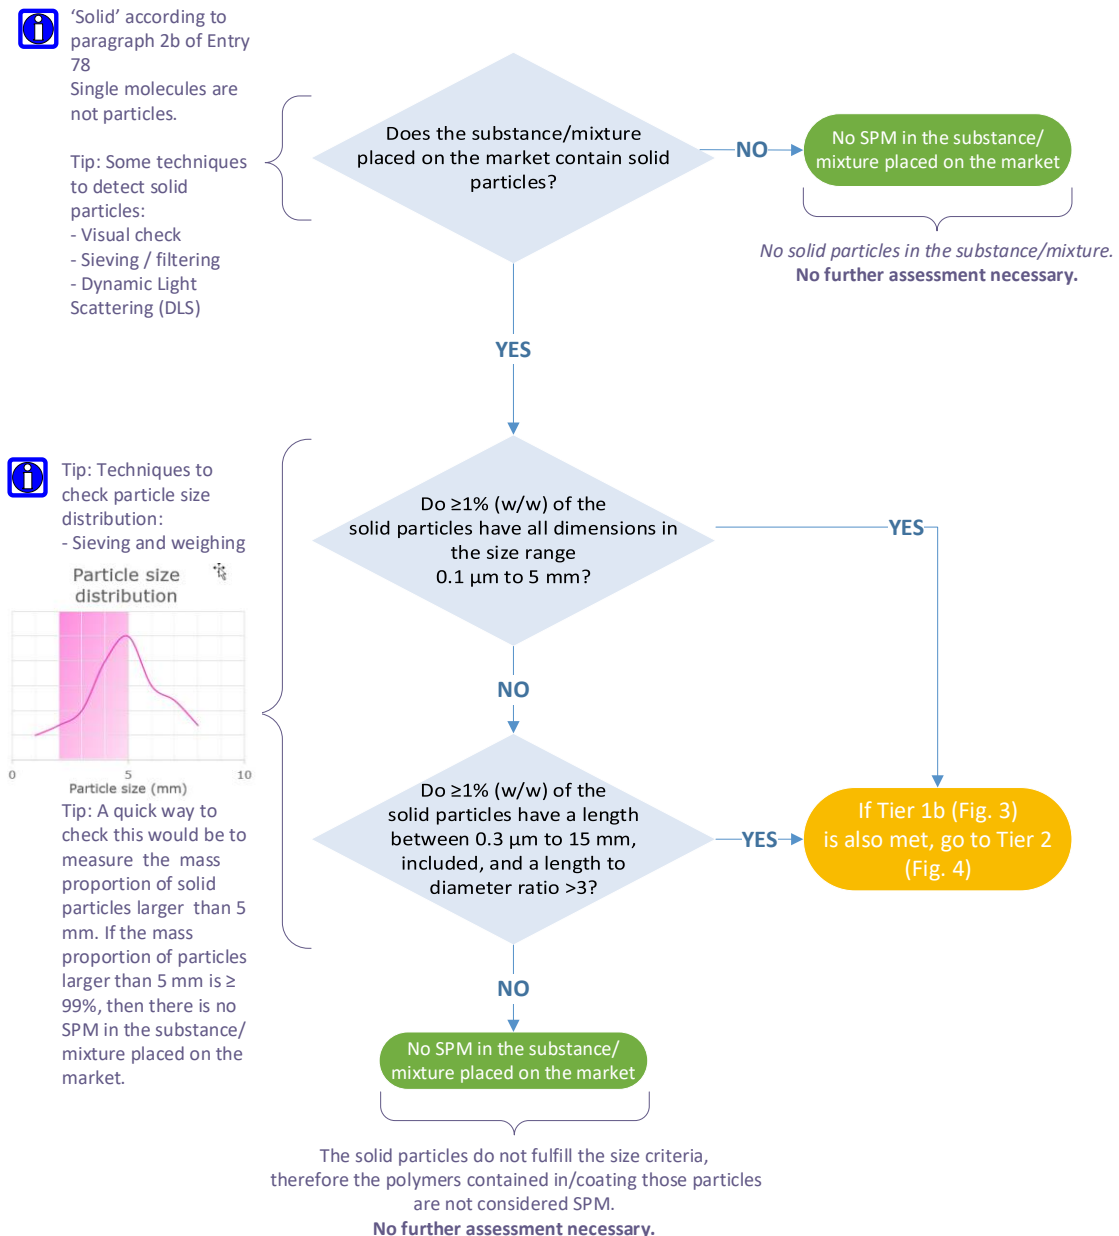 ‘Solid’ according to
paragraph 2b of Entry
78
Single molecules are
not particles.
Tip: Some techniques
to detect solid
particles:
- Visual check
- Sieving / filtering
- Dynamic Light
Scattering (DLS)
Does the substance/mixture
placed on the market contain solid
particles?
NO
No SPM in the substance/
mixture placed on the market
No solid particles in the substance/mixture.
No further assessment necessary.
YES
Tip: Techniques to
check particle size
distribution:
- Sieving and weighing
Particle size
distribution
0
5
10
Particle size (mm)
Tip: A quick way to
check this would be to
measure the mass
proportion of solid
particles larger than 5
mm. If the mass
proportion of particles
larger than 5 mm is ≥
99%, then there is no
SPM in the substance/
mixture placed on the
market.
Do ≥1% (w/w) of the
solid particles have all dimensions in
the size range
0.1 µm to 5 mm?
YES
NO
Do ≥1% (w/w) of the
solid particles have a length
between 0.3 µm to 15 mm,
included, and a length to
diameter ratio >3?
YES
If Tier 1b (Fig. 3)
is also met, go to Tier 2
(Fig. 4)
NO
No SPM in the substance/
mixture placed on the market
The solid particles do not fulfill the size criteria,
therefore the polymers contained in/coating those particles
are not considered SPM.
No further assessment necessary.